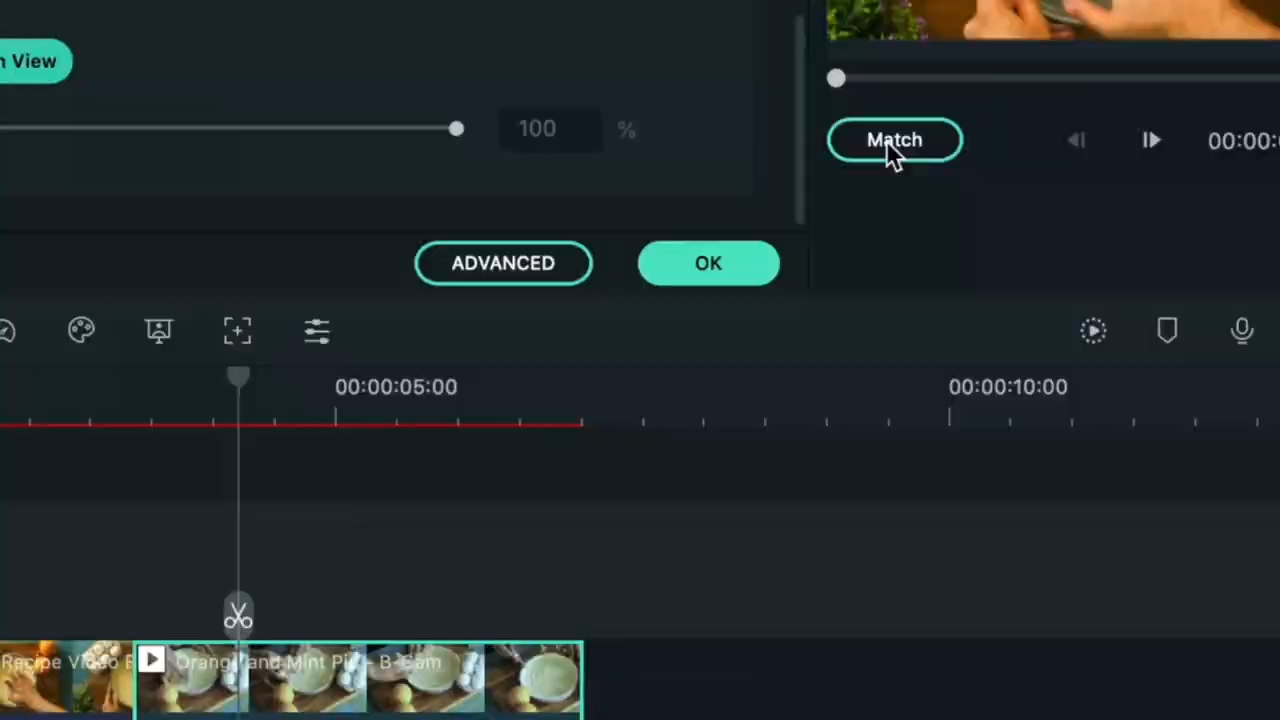 n View
100 %
Match
00:00:
ADVANCED
OK
00:00:05:00
00:00:10:00
Recipe Video
Orange and Mint Pie - B-Cam